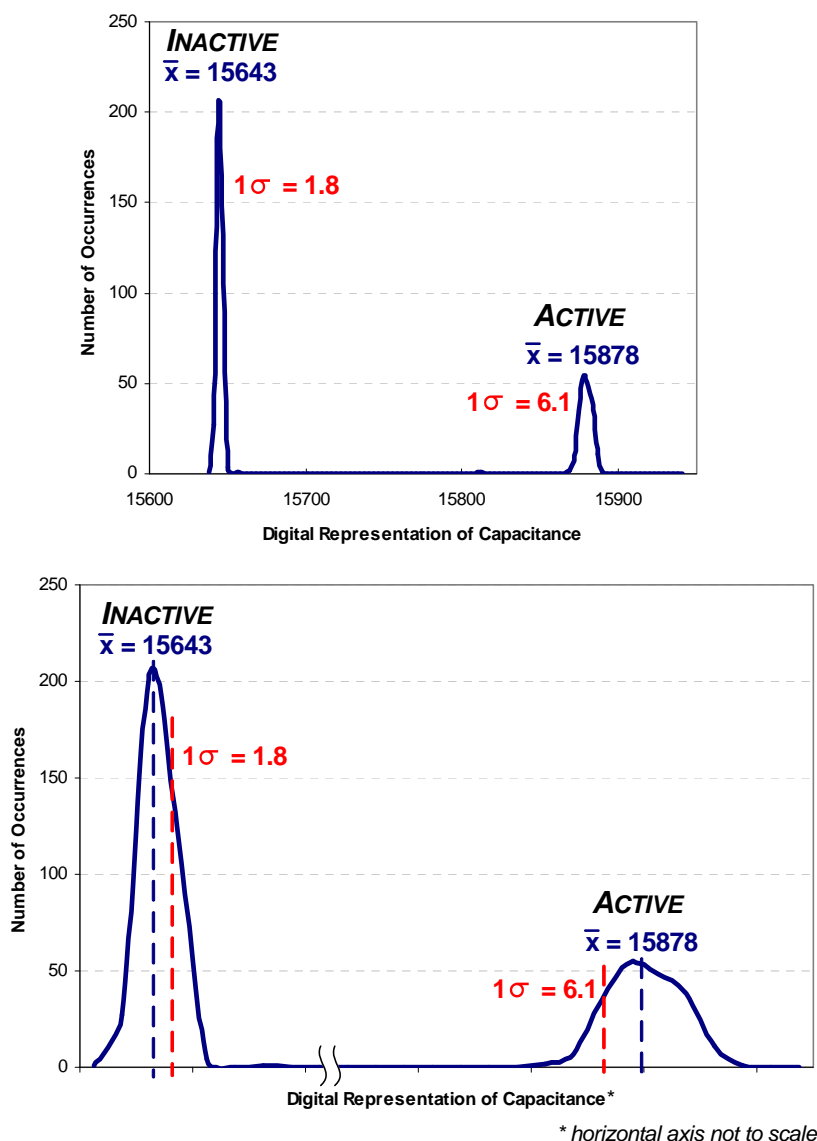 250
INACTIVE
x̄ = 15643
200
1σ = 1.8
150
Number of Occurrences
100
ACTIVE
x̄ = 15878
50
1σ = 6.1
0
15600 15700 15800 15900
Digital Representation of Capacitance
250
INACTIVE
x̄ = 15643
200
1σ = 1.8
150
Number of Occurrences
100
ACTIVE
x̄ = 15878
50
1σ = 6.1
0
Digital Representation of Capacitance*
* horizontal axis not to scale